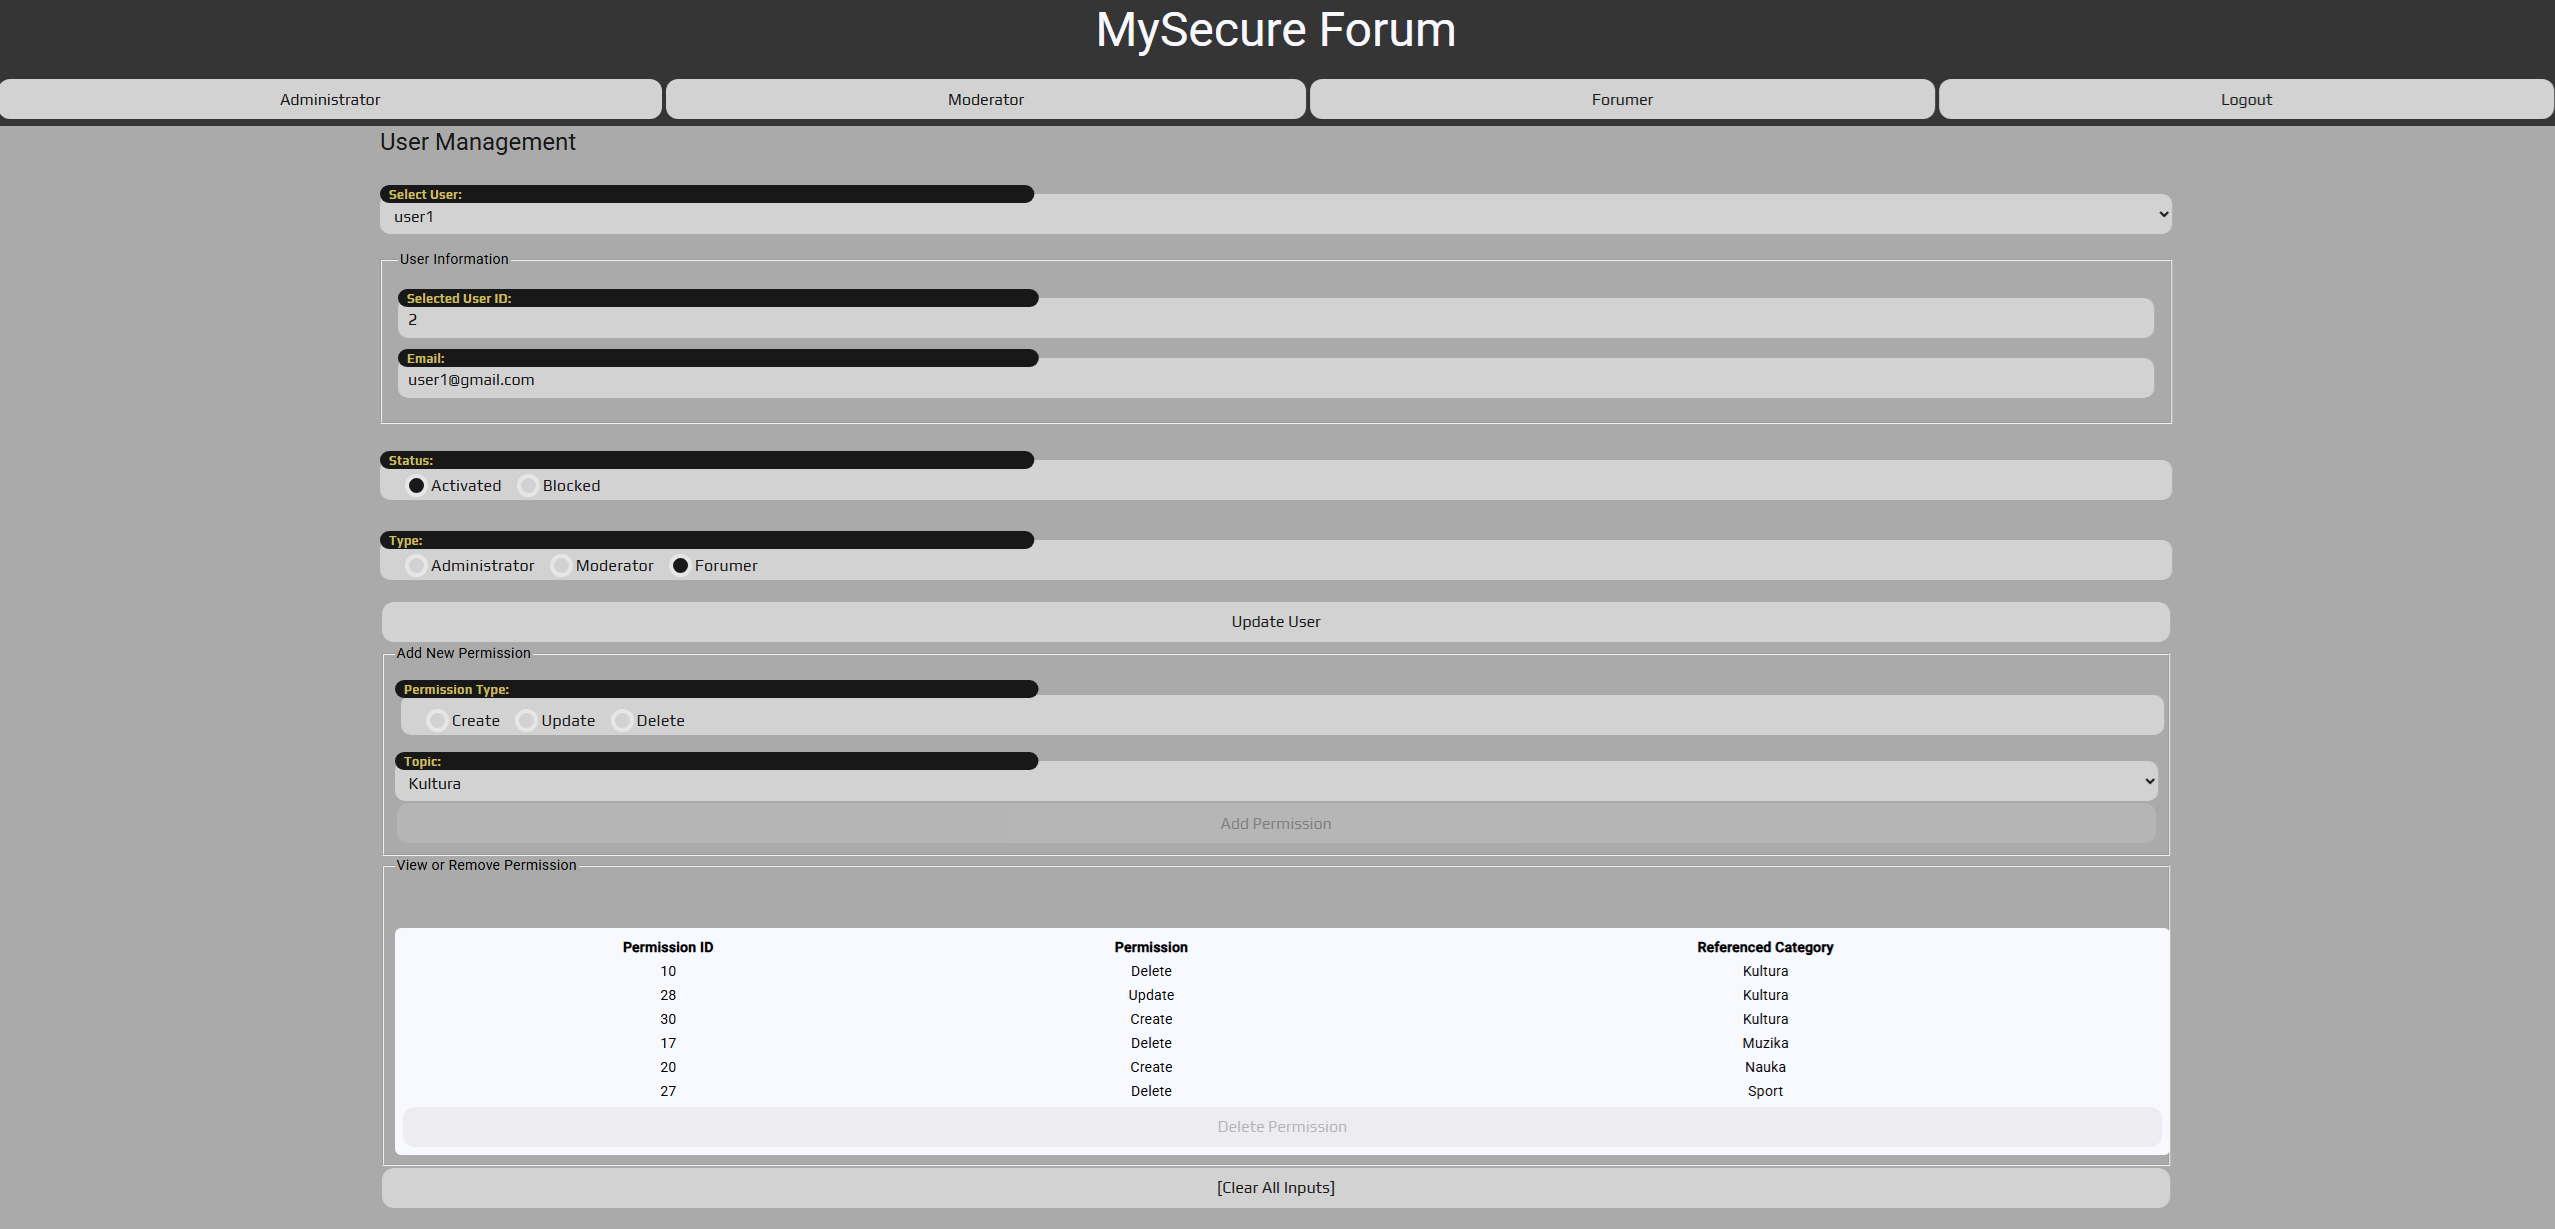 MySecure Forum
Administrator Moderator Forumer Logout
User Management
Select User:
user1
User Information
Selected User ID:
2
Email:
user1@gmail.com
Status:
Activated Blocked
Type:
Administrator Moderator Forumer
Update User
Add New Permission
Permission Type:
Create Update Delete
Topic:
Kultura
Add Permission
View or Remove Permission
Permission ID Permission Referenced Category
10 Delete Kultura
28 Update Kultura
30 Create Kultura
17 Delete Muzika
20 Create Nauka
27 Delete Sport
Delete Permission
[Clear All Inputs]